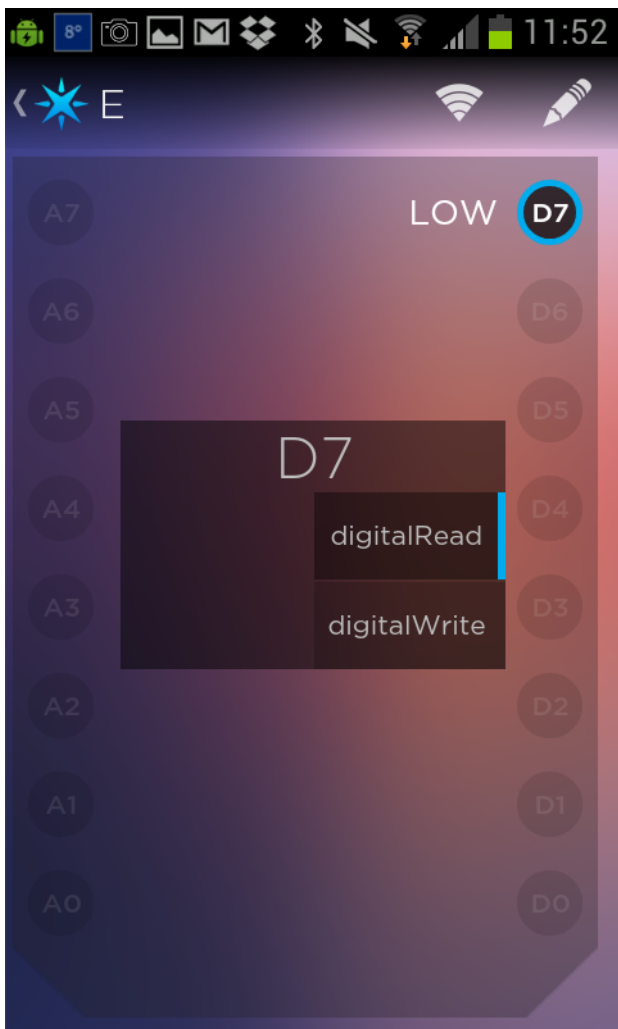 8° 11:52
E
A7 LOW D7
A6 D6
A5 D5
D7
A4 D4
digitalRead
A3 D3
digitalWrite
A2 D2
A1 D1
A0 D0